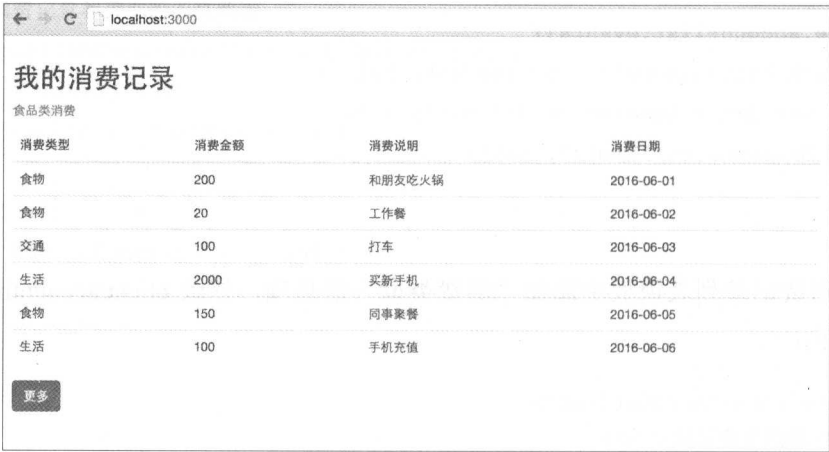 localhost:3000
我的消费记录
食品类消费
消费类型 消费金额 消费说明 消费日期
食物 200 和朋友吃火锅 2016-06-01
食物 20 工作餐 2016-06-02
交通 100 打车 2016-06-03
生活 2000 买新手机 2016-06-04
食物 150 同事聚餐 2016-06-05
生活 100 手机充值 2016-06-06
更多